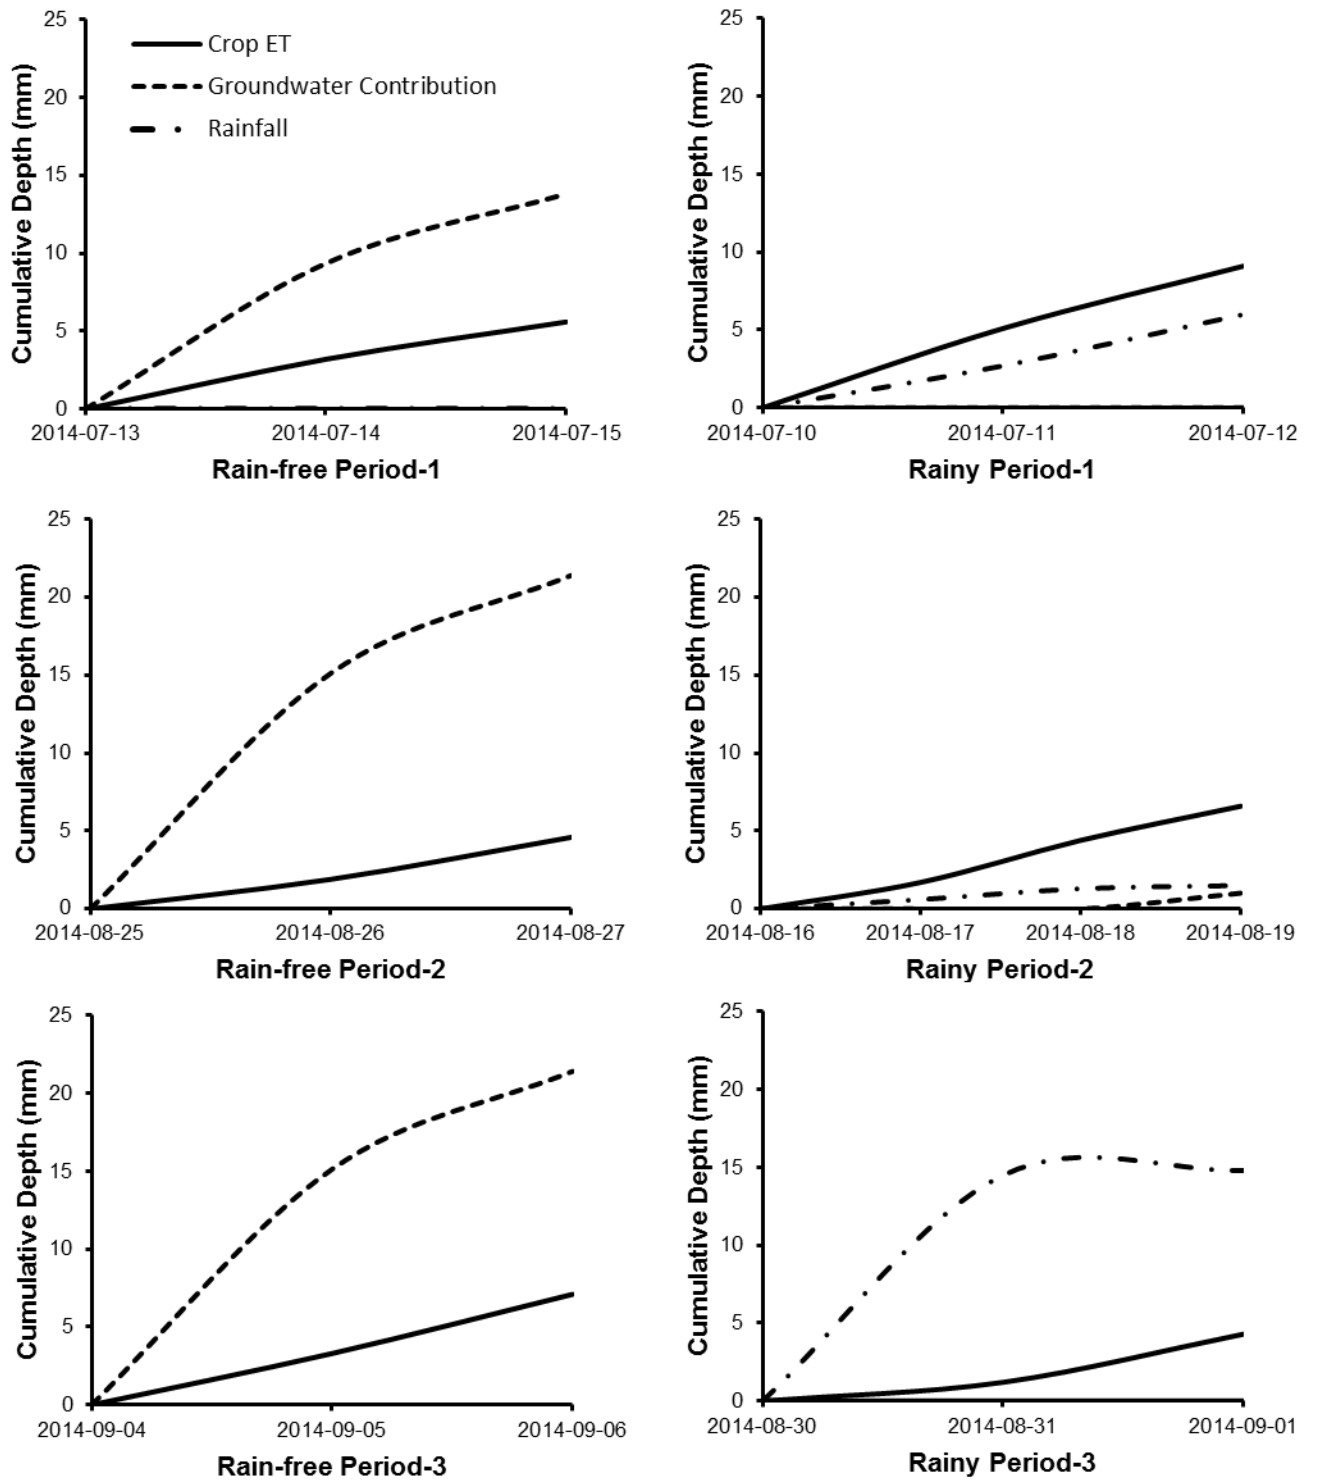 25
20
15
10
5
0
Cumulative Depth (mm)
Crop ET
Groundwater Contribution
Rainfall
2014-07-13 2014-07-14 2014-07-15
Rain-free Period-1
25
20
15
10
5
0
Cumulative Depth (mm)
2014-07-10 2014-07-11 2014-07-12
Rainy Period-1
25
20
15
10
5
0
Cumulative Depth (mm)
2014-08-25 2014-08-26 2014-08-27
Rain-free Period-2
25
20
15
10
5
0
Cumulative Depth (mm)
2014-08-16 2014-08-17 2014-08-18 2014-08-19
Rainy Period-2
25
20
15
10
5
0
Cumulative Depth (mm)
2014-09-04 2014-09-05 2014-09-06
Rain-free Period-3
25
20
15
10
5
0
Cumulative Depth (mm)
2014-08-30 2014-08-31 2014-09-01
Rainy Period-3